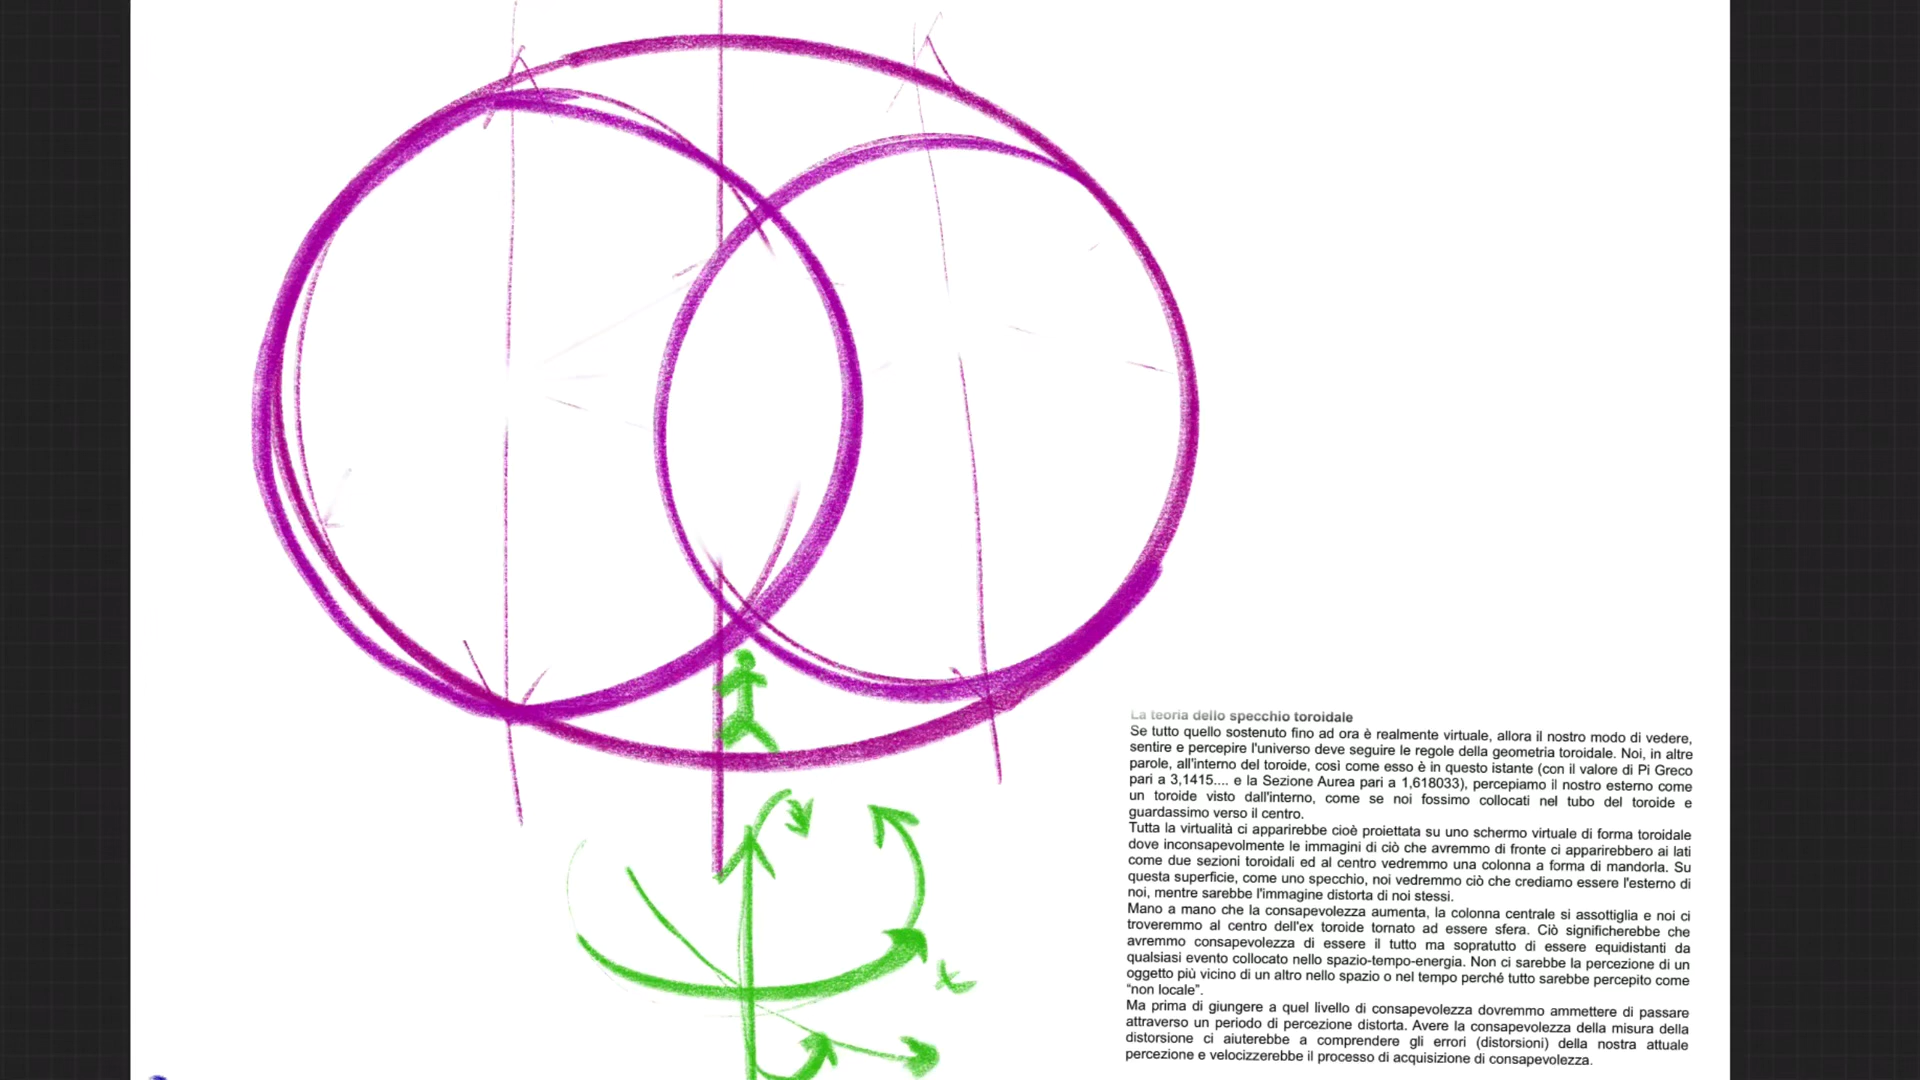 La teoria dello specchio toroidale
Se tutto quello sostenuto fino ad ora è realmente virtuale, allora il nostro modo di vedere,
sentire e percepire l'universo deve seguire le regole della geometria toroidale. Noi, in altre
parole, all'interno del toroide, così come esso è in questo istante (con il valore di Pi Greco
pari a 3,1415.... e la Sezione Aurea pari a 1,618033), percepiamo il nostro esterno come
un toroide visto dall'interno, come se noi fossimo collocati nel tubo del toroide e
guardassimo verso il centro.
Tutta la virtualità ci apparirebbe cioè proiettata su uno schermo virtuale di forma toroidale
dove inconsapevolmente le immagini di ciò che avremmo di fronte ci apparirebbero ai lati
come due sezioni toroidali ed al centro vedremmo una colonna a forma di mandorla. Su
questa superficie, come uno specchio, noi vedremmo ciò che crediamo essere l'esterno di
noi, mentre sarebbe l'immagine distorta di noi stessi.
Mano a mano che la consapevolezza aumenta, la colonna centrale si assottiglia e noi ci
troveremmo al centro dell'ex toroide tornato ad essere sfera. Ciò significherebbe che
avremmo consapevolezza di essere il tutto ma sopratutto di essere equidistanti da
qualsiasi evento collocato nello spazio-tempo-energia. Non ci sarebbe la percezione di un
oggetto più vicino di un altro nello spazio o nel tempo perché tutto sarebbe percepito come
“non locale”.
Ma prima di giungere a quel livello di consapevolezza dovremmo ammettere di passare
attraverso un periodo di percezione distorta. Avere la consapevolezza della misura della
distorsione ci aiuterebbe a comprendere gli errori (distorsioni) della nostra attuale
percezione e velocizzerebbe il processo di acquisizione di consapevolezza.